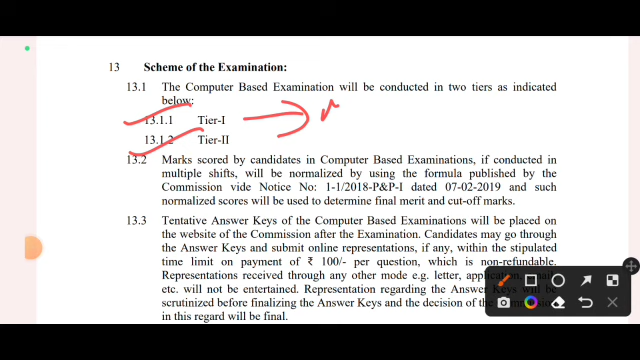 13 Scheme of the Examination:
13.1 The Computer Based Examination will be conducted in two tiers as indicated
below:
13.1.1 Tier-I
13.1.2 Tier-II
13.2 Marks scored by candidates in Computer Based Examinations, if conducted in
multiple shifts, will be normalized by using the formula published by the
Commission vide Notice No: 1-1/2018-P&P-I dated 07-02-2019 and such
normalized scores will be used to determine final merit and cut-off marks.
13.3 Tentative Answer Keys of the Computer Based Examinations will be placed on
the website of the Commission after the Examination. Candidates may go through
the Answer Keys and submit online representations, if any, within the stipulated
time limit on payment of ₹ 100/- per question, which is non-refundable.
Representations received through any other mode e.g. letter, application,
etc. will not be entertained. Representation regarding the Answer Keys will be
scrutinized before finalizing the Answer Keys and the decision of the
in this regard will be final.